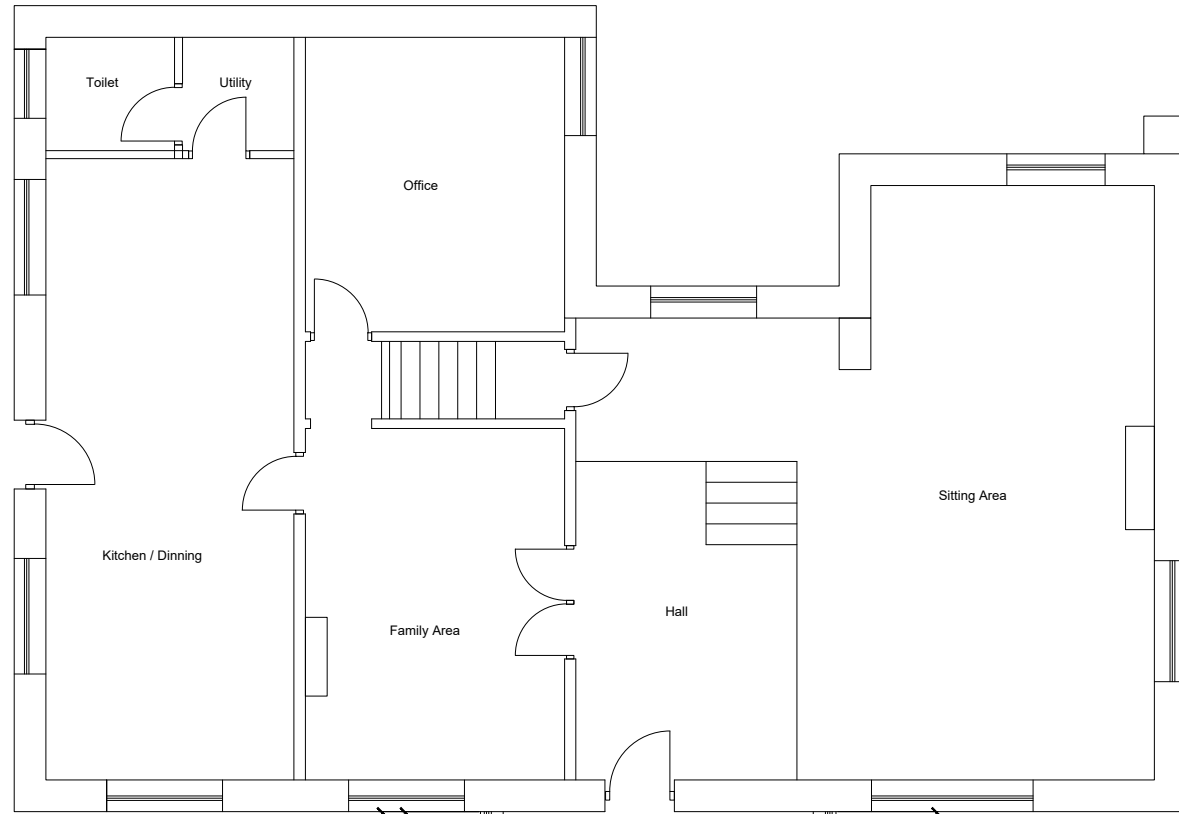 Toilet
Utility
Office
Sitting Area
Kitchen / Dinning
Family Area
Hall